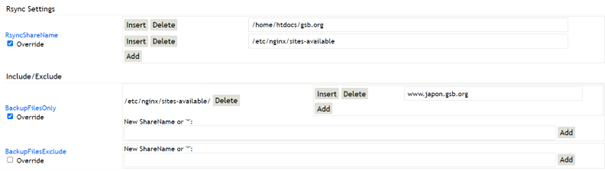 Rsync Settings
RsyncShareName
Override
Insert Delete /home/htdocs/gsb.org
Insert Delete /etc/nginx/sites-available
Add
Include/Exclude
BackupFilesOnly
Override
/etc/nginx/sites-available/ Delete
Insert Delete www.japon.gsb.org
Add
New ShareName or '*':
Add
BackupFilesExclude
Override
New ShareName or '*':
Add